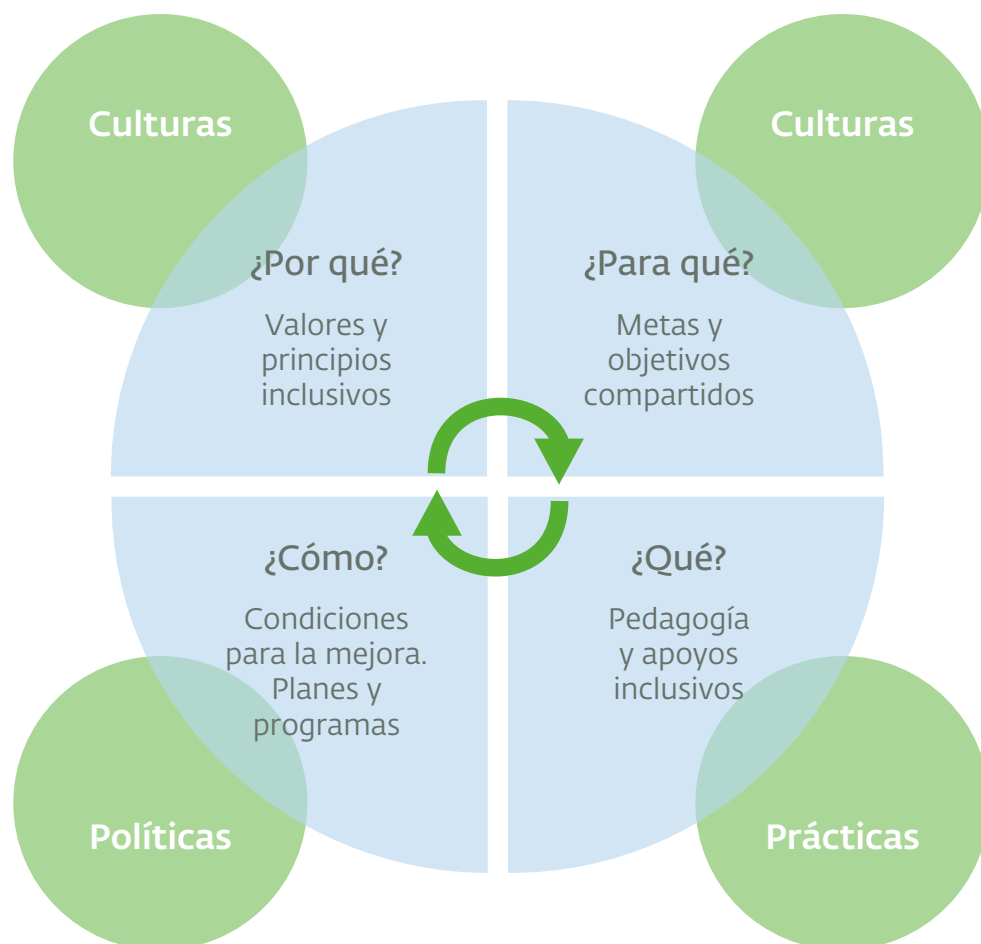 Culturas
Culturas
¿Por qué?
Valores y
principios
inclusivos
¿Para qué?
Metas y
objetivos
compartidos
¿Cómo?
Condiciones
para la mejora.
Planes y
programas
¿Qué?
Pedagogía
y apoyos
inclusivos
Políticas
Prácticas